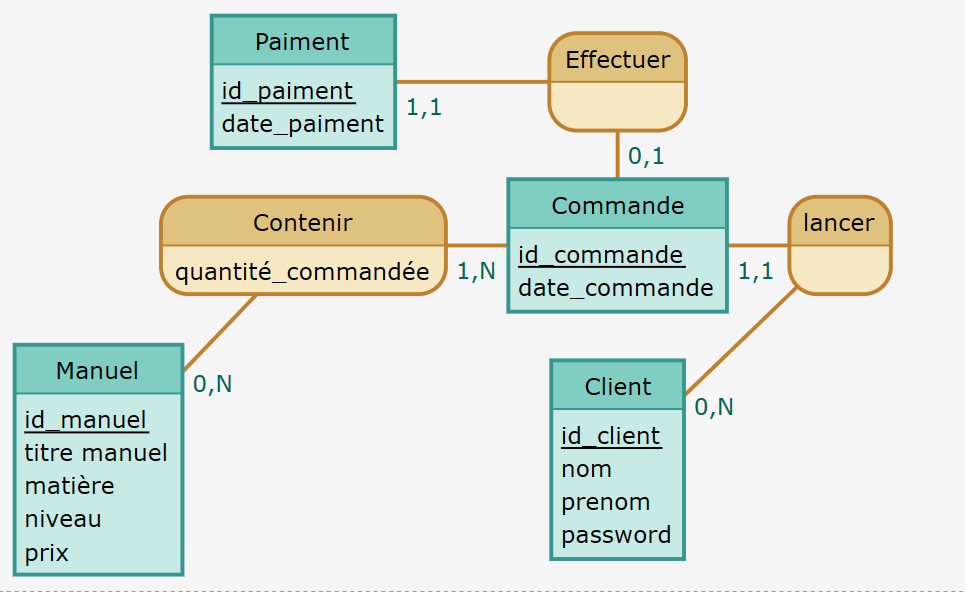 Paiment
id_paiment
date_paiment
1,1
Effectuer
0,1
Contenir
quantité_commandée
1,N
Commande
id_commande
date_commande
1,1
lancer
Manuel
id_manuel
titre manuel
matière
niveau
prix
0,N
Client
id_client
nom
prenom
password
0,N